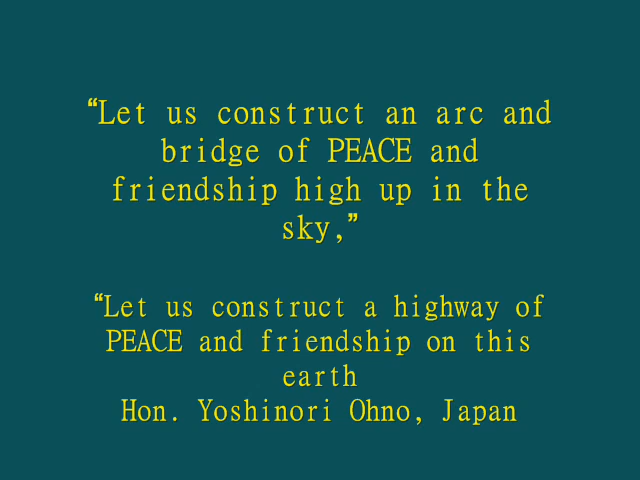 “Let us construct an arc and
bridge of PEACE and
friendship high up in the
sky,”
“Let us construct a highway of
PEACE and friendship on this
earth
Hon. Yoshinori Ohno, Japan